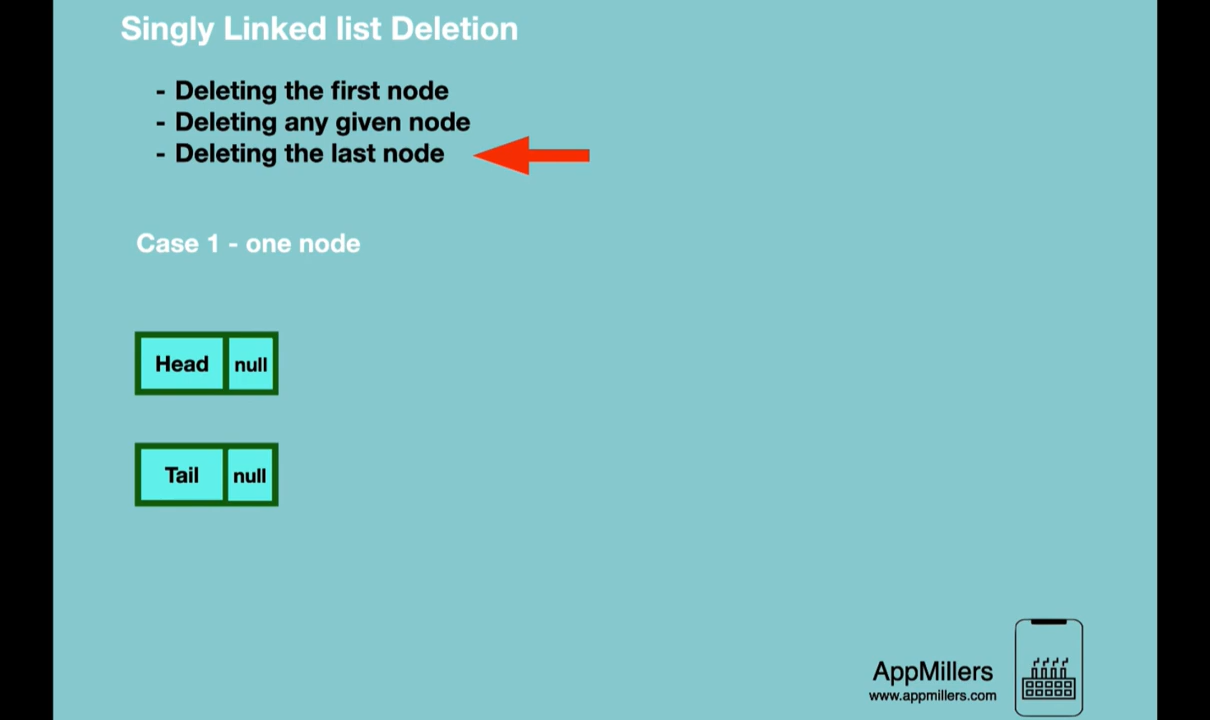 Singly Linked list Deletion
- Deleting the first node
- Deleting any given node
- Deleting the last node
Case 1 - one node
Head null
Tail null
AppMillers
www.appmillers.com